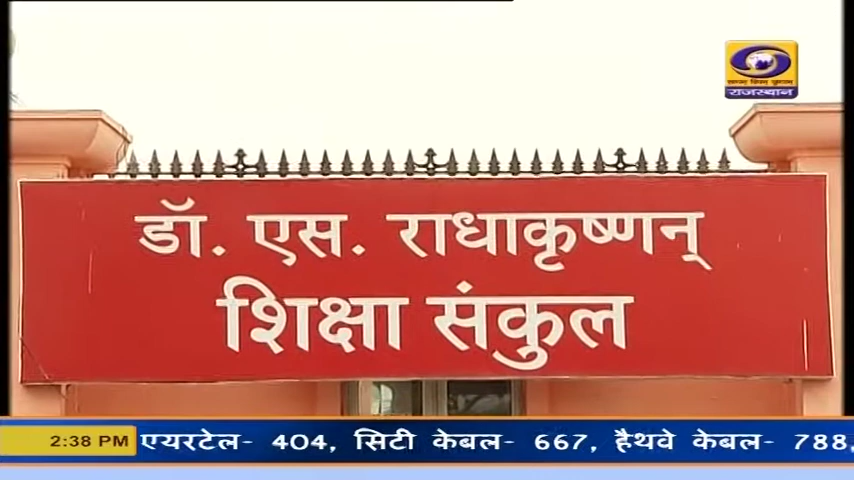 राजस्थान
डॉ. एस. राधाकृष्णन्
शिक्षा संकुल
2:38 PM एयरटेल- 404, सिटी केबल- 667, हैथवे केबल- 788,